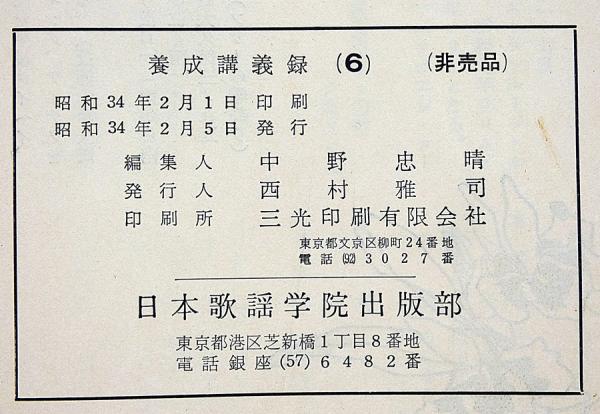 養成講義録 (6) (非売品)
昭和34年2月1日 印刷
昭和34年2月5日 発行
編集人 中野忠晴
発行人 西村雅司
印刷所 三光印刷有限会社
東京都文京区柳町24番地
電話(92)3027番
日本歌謡学院出版部
東京都港区芝新橋1丁目8番地
電話銀座(57)6482番